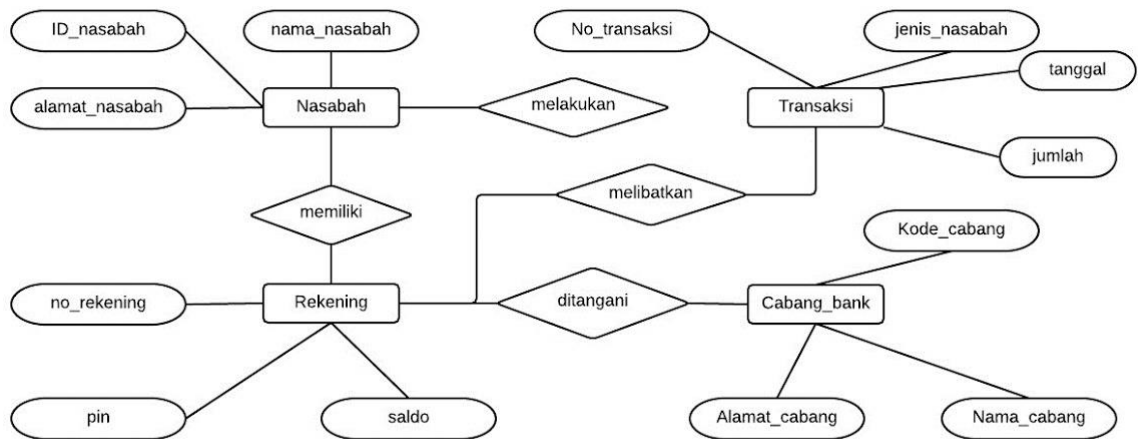 ID_nasabah
nama_nasabah
No_transaksi
jenis_nasabah
tanggal
alamat_nasabah
Nasabah
melakukan
Transaksi
jumlah
melibatkan
memiliki
Kode_cabang
no_rekening
Rekening
ditangani
Cabang_bank
pin
saldo
Alamat_cabang
Nama_cabang